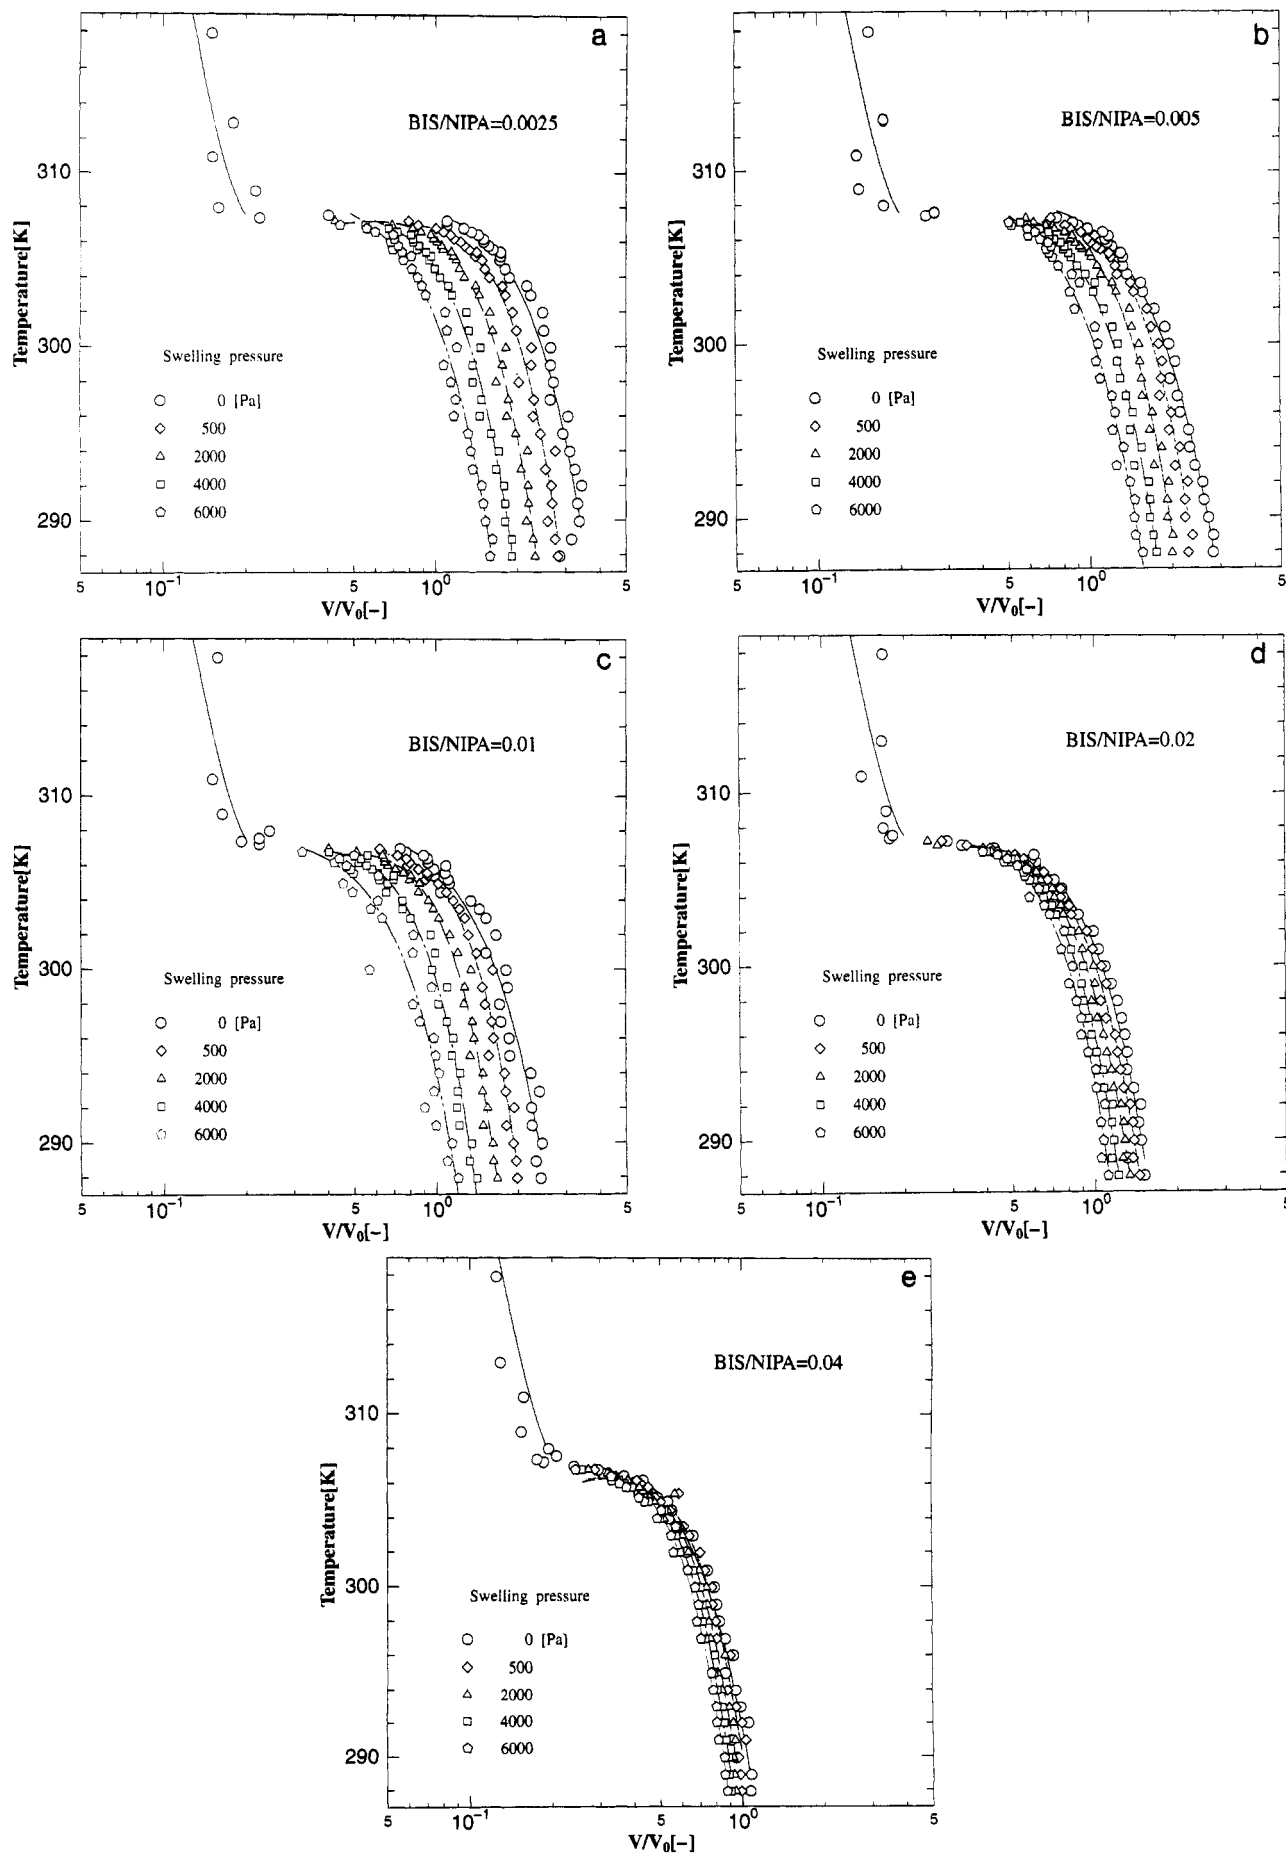 a
BIS/NIPA=0.0025
310
300
290
Temperature[K]
Swelling pressure
0 [Pa]
500
2000
4000
6000
5 10⁻¹ 5 10⁰ 5
V/V₀[−]
b
BIS/NIPA=0.005
310
300
290
Temperature[K]
Swelling pressure
0 [Pa]
500
2000
4000
6000
5 10⁻¹ 5 10⁰ 5
V/V₀[−]
c
BIS/NIPA=0.01
310
300
290
Temperature[K]
Swelling pressure
0 [Pa]
500
2000
4000
6000
5 10⁻¹ 5 10⁰ 5
V/V₀[−]
d
BIS/NIPA=0.02
310
300
290
Temperature[K]
Swelling pressure
0 [Pa]
500
2000
4000
6000
5 10⁻¹ 5 10⁰ 5
V/V₀[−]
e
BIS/NIPA=0.04
310
300
290
Temperature[K]
Swelling pressure
0 [Pa]
500
2000
4000
6000
5 10⁻¹ 5 10⁰ 5
V/V₀[−]